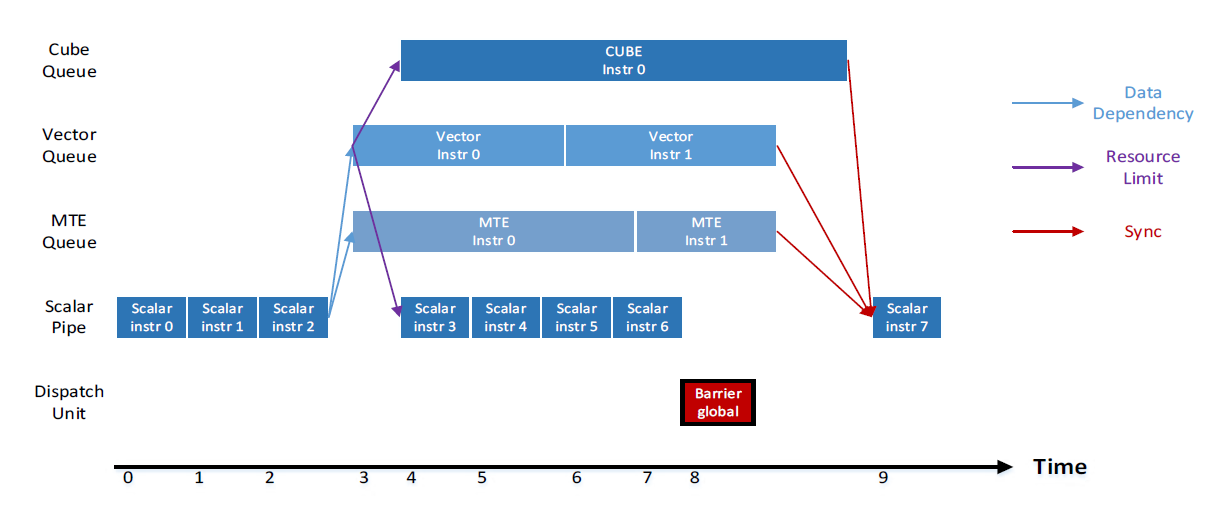 Cube
Queue
CUBE
Instr 0
Data
Dependency
Vector
Queue
Vector
Instr 0
Vector
Instr 1
Resource
Limit
MTE
Queue
MTE
Instr 0
MTE
Instr 1
Sync
Scalar
Pipe
Scalar
instr 0
Scalar
instr 1
Scalar
instr 2
Scalar
instr 3
Scalar
instr 4
Scalar
instr 5
Scalar
instr 6
Scalar
instr 7
Dispatch
Unit
Barrier
global
0 1 2 3 4 5 6 7 8 9
Time